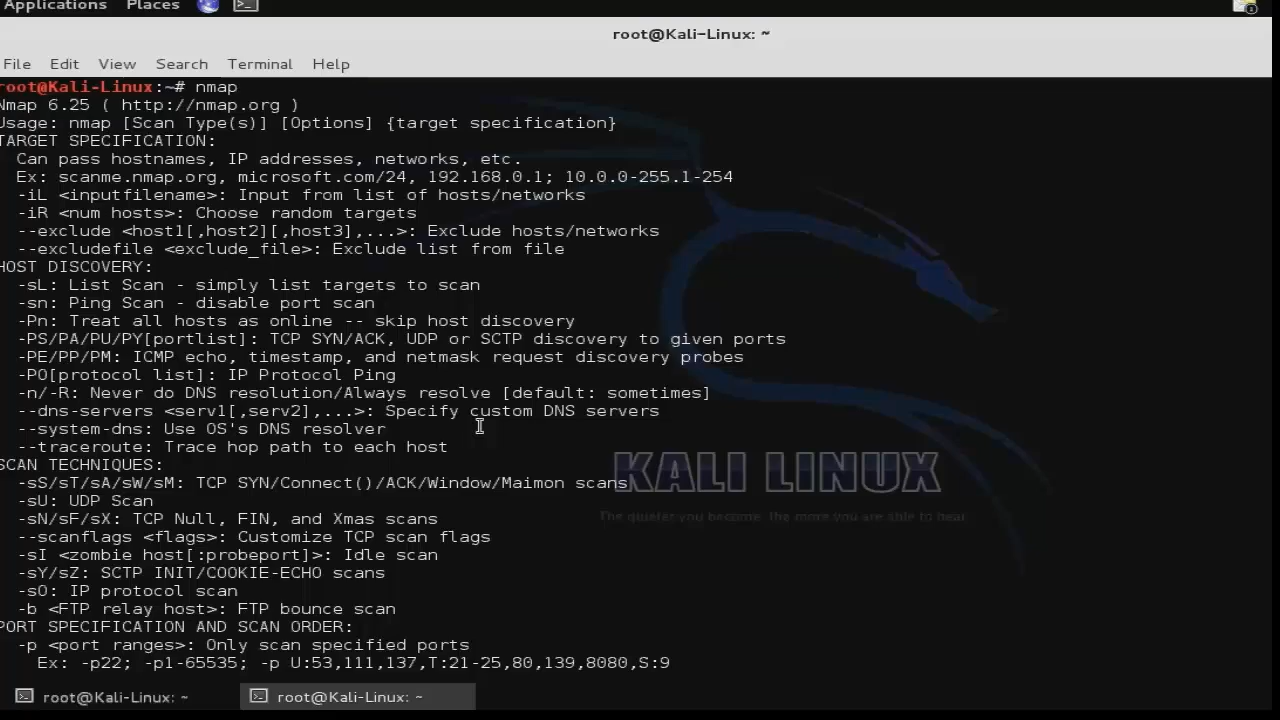 Applications Places
root@Kali-Linux: ~
File Edit View Search Terminal Help
root@Kali-Linux:~# nmap
Nmap 6.25 ( http://nmap.org )
Usage: nmap [Scan Type(s)] [Options] {target specification}
TARGET SPECIFICATION:
Can pass hostnames, IP addresses, networks, etc.
Ex: scanme.nmap.org, microsoft.com/24, 192.168.0.1; 10.0.0-255.1-254
-iL <inputfilename>: Input from list of hosts/networks
-iR <num hosts>: Choose random targets
--exclude <host1[,host2][,host3],...>: Exclude hosts/networks
--excludefile <exclude_file>: Exclude list from file
HOST DISCOVERY:
-sL: List Scan - simply list targets to scan
-sn: Ping Scan - disable port scan
-Pn: Treat all hosts as online -- skip host discovery
-PS/PA/PU/PY[portlist]: TCP SYN/ACK, UDP or SCTP discovery to given ports
-PE/PP/PM: ICMP echo, timestamp, and netmask request discovery probes
-PO[protocol list]: IP Protocol Ping
-n/-R: Never do DNS resolution/Always resolve [default: sometimes]
--dns-servers <serv1[,serv2],...>: Specify custom DNS servers
--system-dns: Use OS's DNS resolver
--traceroute: Trace hop path to each host
SCAN TECHNIQUES:
-sS/sT/sA/sW/sM: TCP SYN/Connect()/ACK/Window/Maimon scans
KALI LINUX
-sU: UDP Scan
The quieter you become, the more you are able to hear
-sN/sF/sX: TCP Null, FIN, and Xmas scans
--scanflags <flags>: Customize TCP scan flags
-sI <zombie host[:probeport]>: Idle scan
-sY/sZ: SCTP INIT/COOKIE-ECHO scans
-sO: IP protocol scan
-b <FTP relay host>: FTP bounce scan
PORT SPECIFICATION AND SCAN ORDER:
-p <port ranges>: Only scan specified ports
Ex: -p22; -p1-65535; -p U:53,111,137,T:21-25,80,139,8080,S:9
root@Kali-Linux: ~ root@Kali-Linux: ~